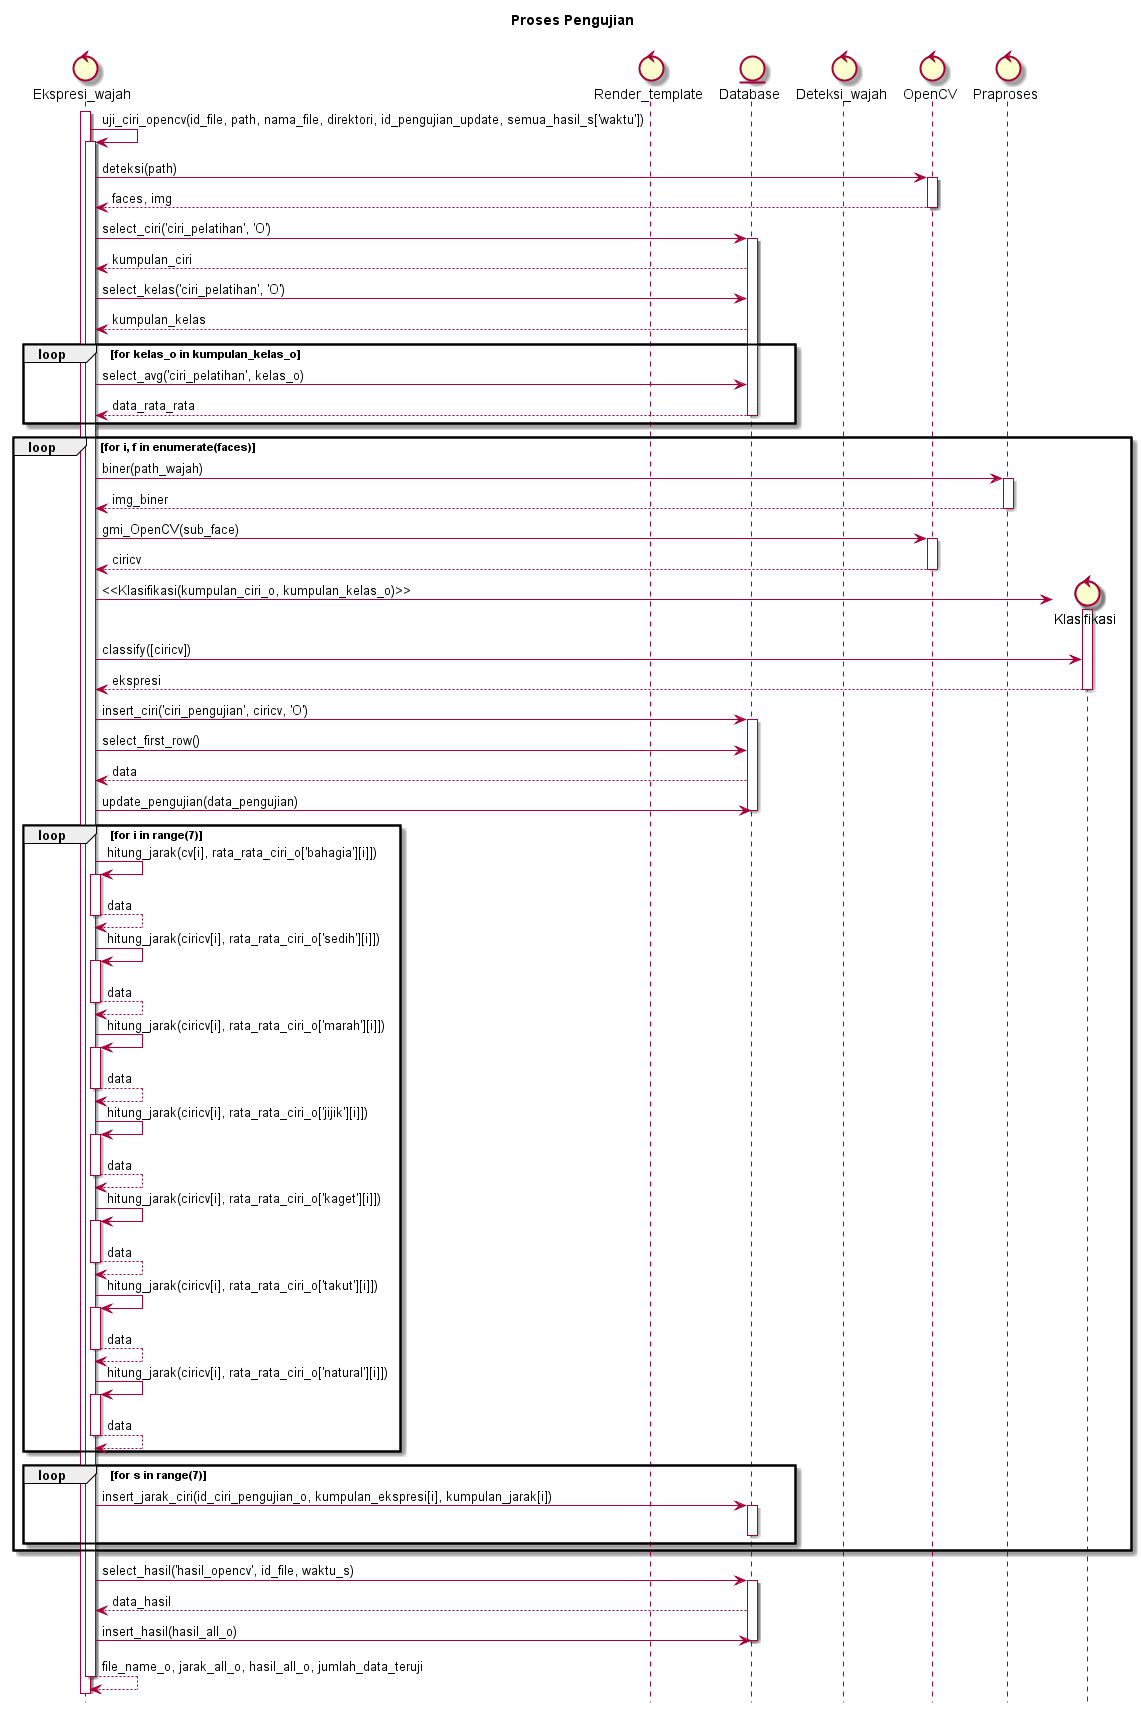 Proses Pengujian
Ekspresi_wajah
Render_template
Database
Deteksi_wajah
OpenCV
Praproses
uji_ciri_opencv(id_file, path, nama_file, direktori, id_pengujian_update, semua_hasil_s['waktu'])
deteksi(path)
faces, img
select_ciri('ciri_pelatihan', 'O')
kumpulan_ciri
select_kelas('ciri_pelatihan', 'O')
kumpulan_kelas
loop [for kelas_o in kumpulan_kelas_o]
select_avg('ciri_pelatihan', kelas_o)
data_rata_rata
loop [for i, f in enumerate(faces)]
biner(path_wajah)
img_biner
gmi_OpenCV(sub_face)
ciricv
<<Klasifikasi(kumpulan_ciri_o, kumpulan_kelas_o)>>
Klasifikasi
classify([ciricv])
ekspresi
insert_ciri('ciri_pengujian', ciricv, 'O')
select_first_row()
data
update_pengujian(data_pengujian)
loop [for i in range(7)]
hitung_jarak(cv[i], rata_rata_ciri_o['bahagia'][i]])
data
hitung_jarak(ciricv[i], rata_rata_ciri_o['sedih'][i]])
data
hitung_jarak(ciricv[i], rata_rata_ciri_o['marah'][i]])
data
hitung_jarak(ciricv[i], rata_rata_ciri_o['jijik'][i]])
data
hitung_jarak(ciricv[i], rata_rata_ciri_o['kaget'][i]])
data
hitung_jarak(ciricv[i], rata_rata_ciri_o['takut'][i]])
data
hitung_jarak(ciricv[i], rata_rata_ciri_o['natural'][i]])
data
loop [for s in range(7)]
insert_jarak_ciri(id_ciri_pengujian_o, kumpulan_ekspresi[i], kumpulan_jarak[i])
select_hasil('hasil_opencv', id_file, waktu_s)
data_hasil
insert_hasil(hasil_all_o)
file_name_o, jarak_all_o, hasil_all_o, jumlah_data_teruji